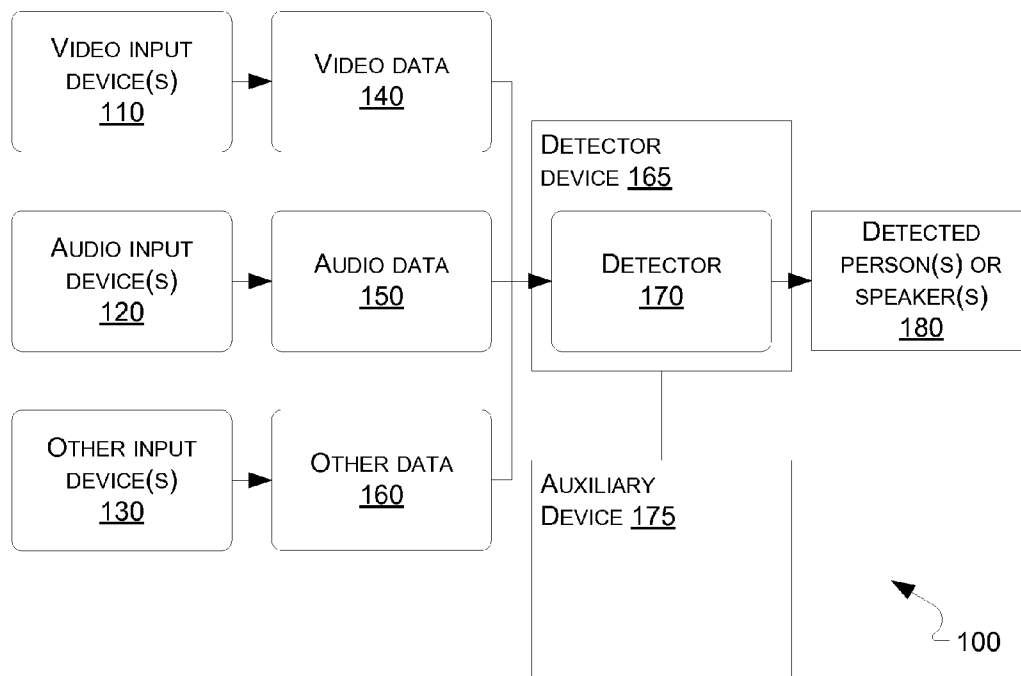 VIDEO INPUT
DEVICE(S)
110
VIDEO DATA
140
DETECTOR
DEVICE 165
AUDIO INPUT
DEVICE(S)
120
AUDIO DATA
150
DETECTOR
170
DETECTED
PERSON(S) OR
SPEAKER(S)
180
OTHER INPUT
DEVICE(S)
130
OTHER DATA
160
AUXILIARY
DEVICE 175
100